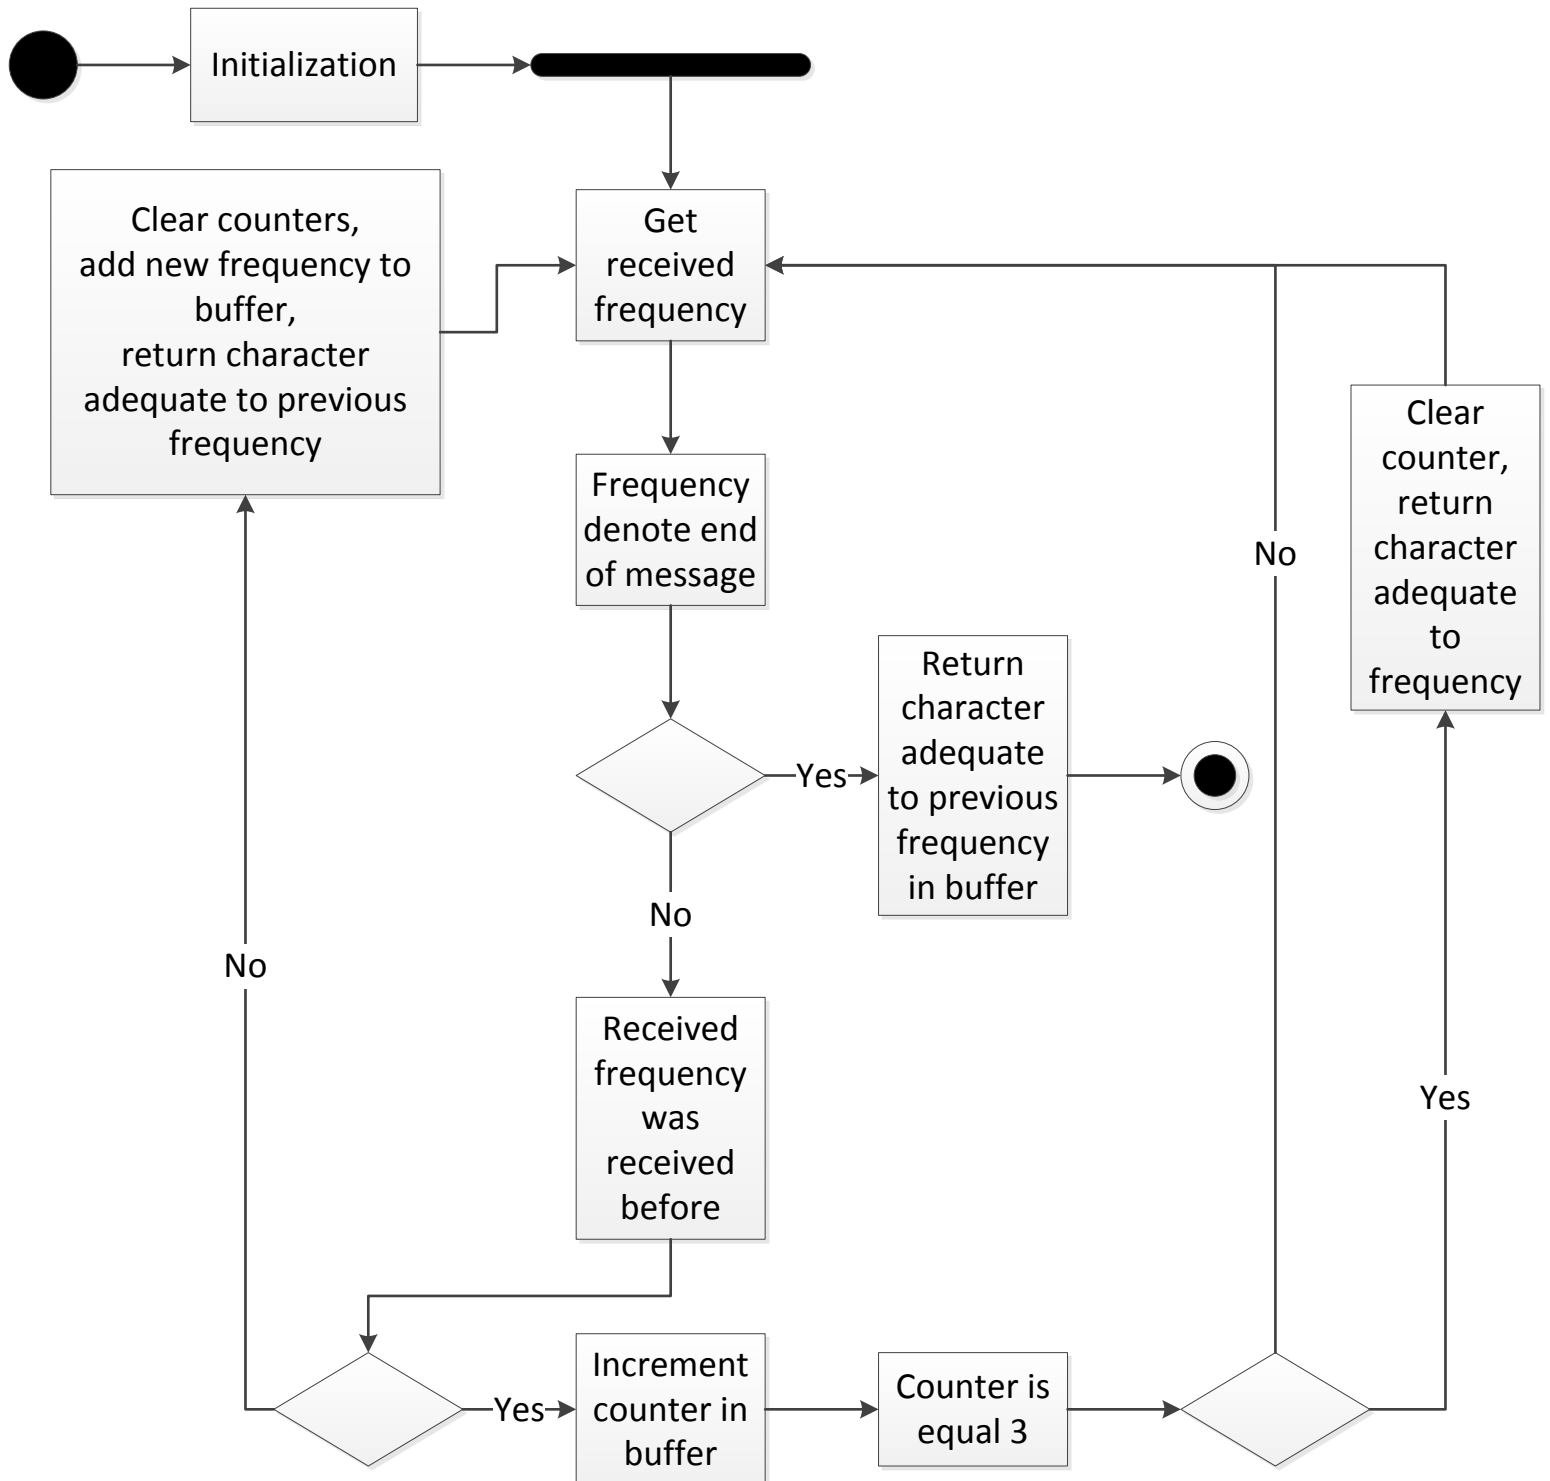 Initialization
Clear counters,
add new frequency to
buffer,
return character
adequate to previous
frequency
Get
received
frequency
Clear
counter,
return
character
adequate
to
frequency
Frequency
denote end
of message
No
Return
character
adequate
to previous
frequency
in buffer
Yes
No
No
Received
frequency
was
received
before
Yes
Yes
Increment
counter in
buffer
Counter is
equal 3